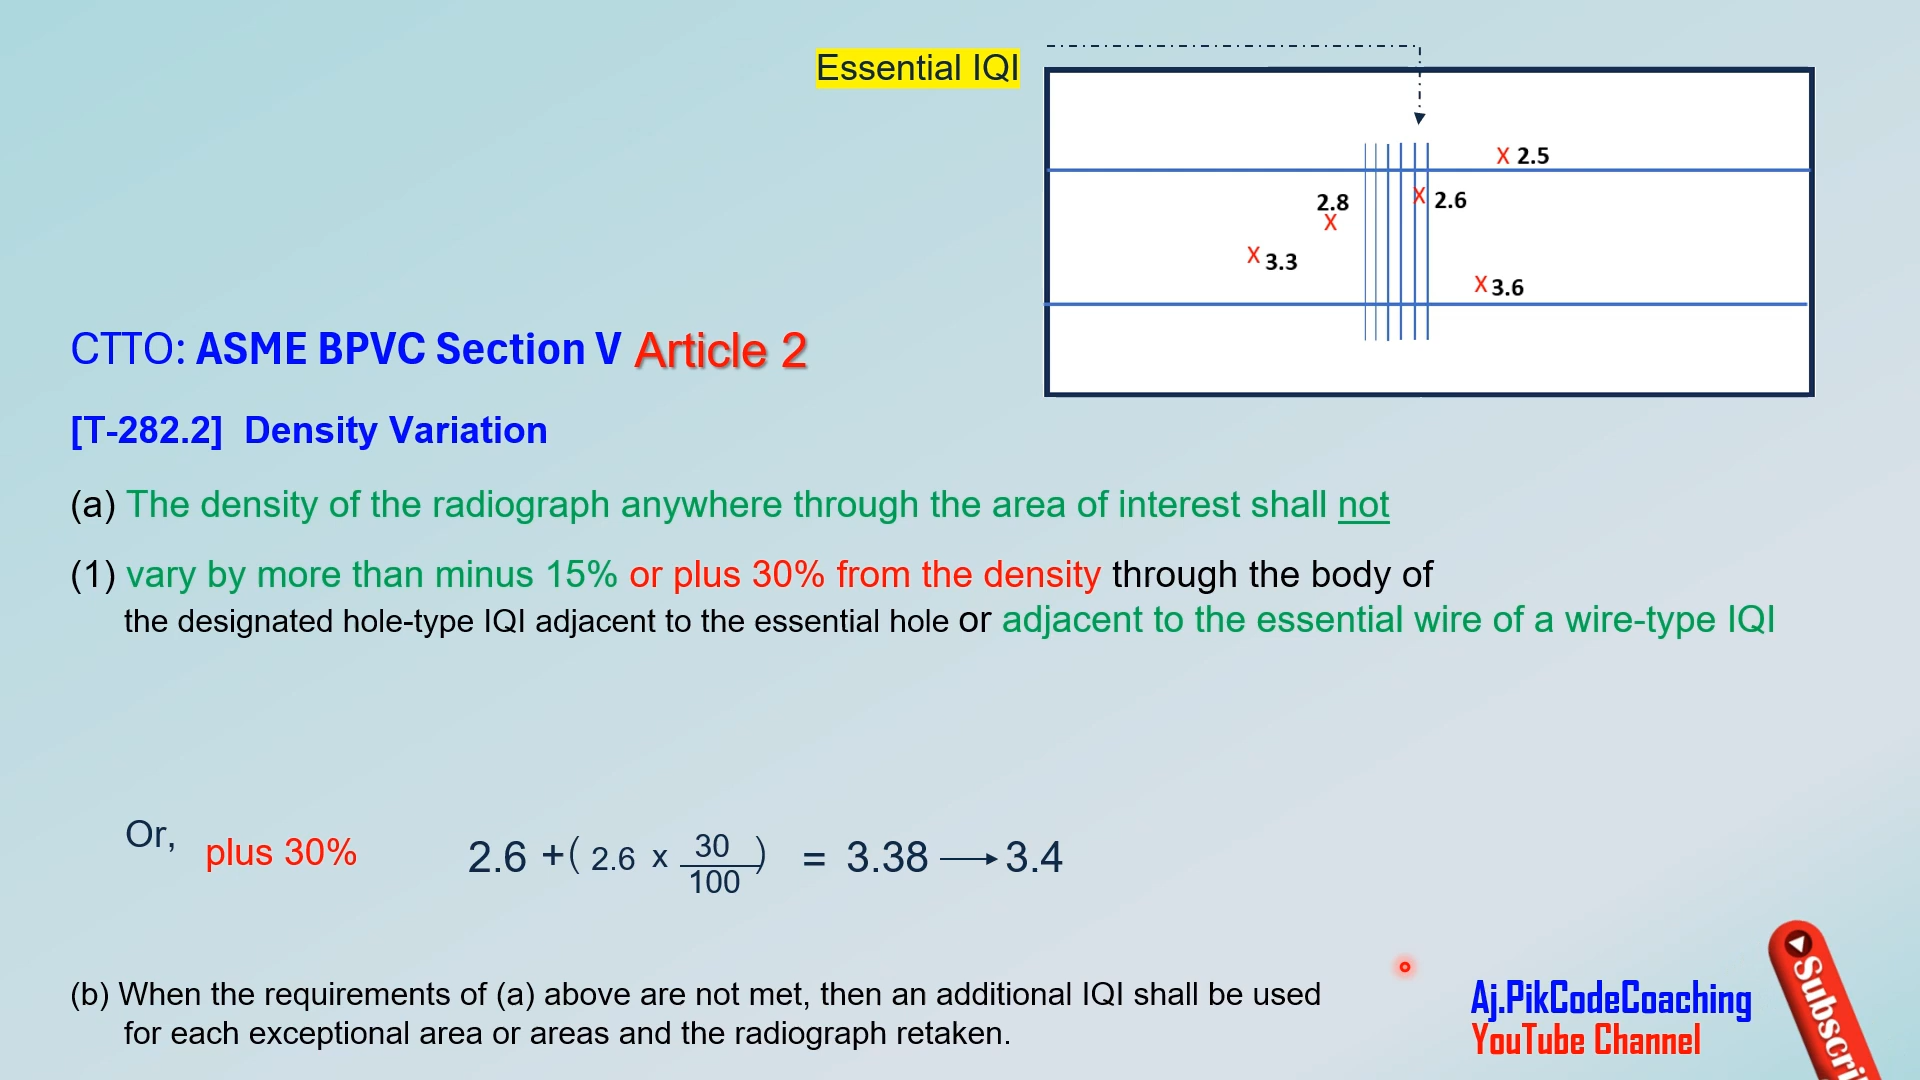 Essential IQI
X 2.5
2.8
X
X 2.6
X 3.3
X 3.6
CTTO: ASME BPVC Section V Article 2
[T-282.2] Density Variation
(a) The density of the radiograph anywhere through the area of interest shall not
(1) vary by more than minus 15% or plus 30% from the density through the body of
the designated hole-type IQI adjacent to the essential hole or adjacent to the essential wire of a wire-type IQI
Or, plus 30% 2.6 +( 2.6 x 30/100 ) = 3.38 → 3.4
(b) When the requirements of (a) above are not met, then an additional IQI shall be used
for each exceptional area or areas and the radiograph retaken.
Aj.PikCodeCoaching
YouTube Channel
Subscri